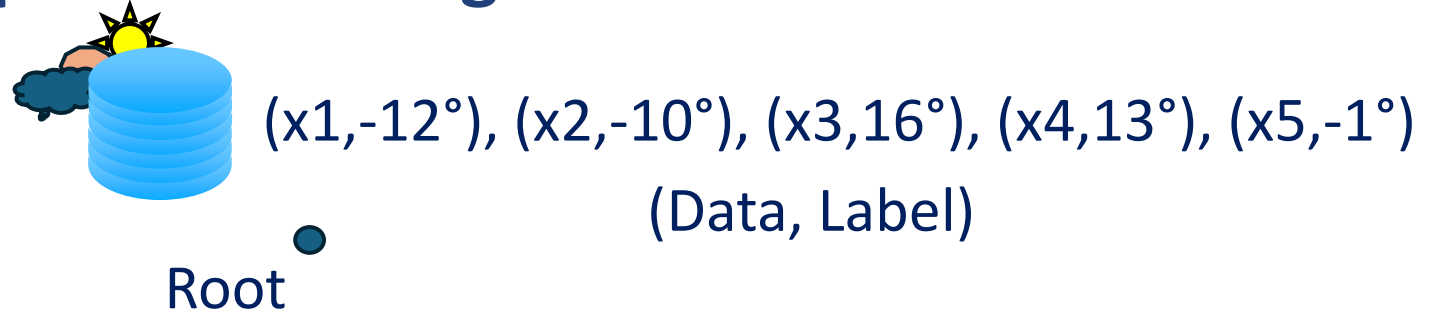 (x1,-12°), (x2,-10°), (x3,16°), (x4,13°), (x5,-1°)
(Data, Label)
Root